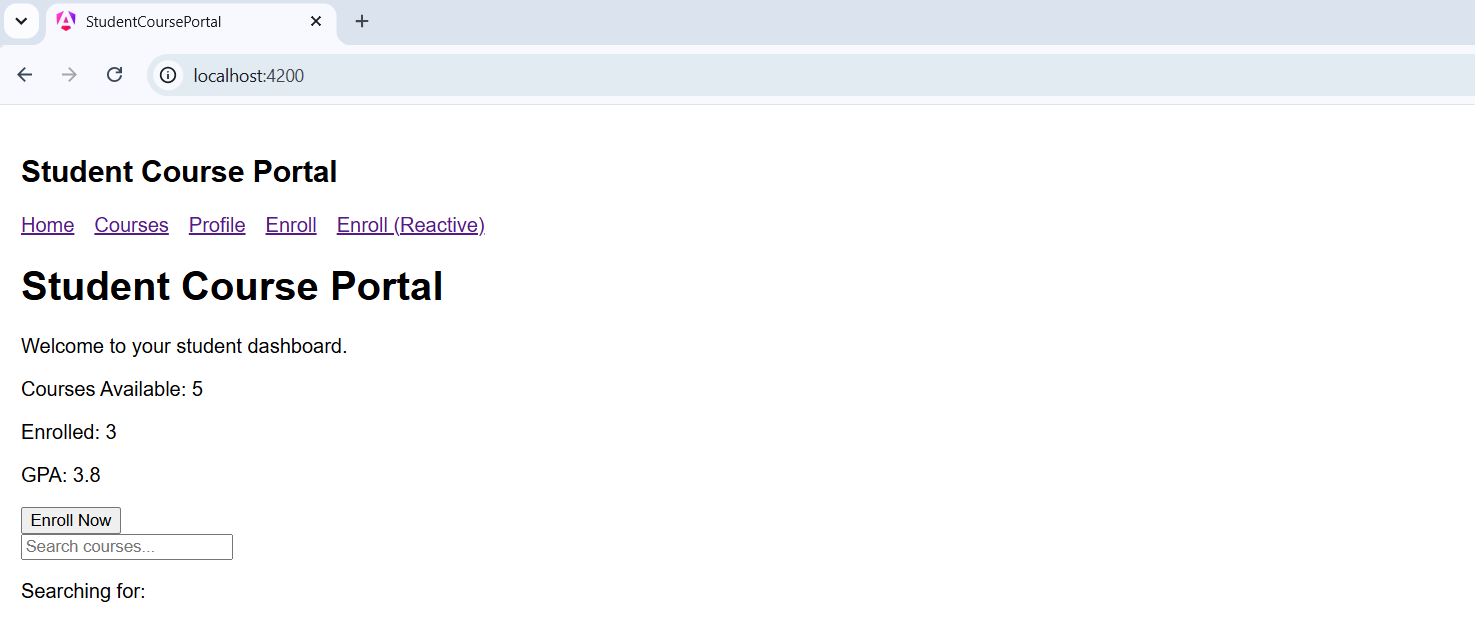 StudentCoursePortal
localhost:4200
Student Course Portal
Home Courses Profile Enroll Enroll (Reactive)
Student Course Portal
Welcome to your student dashboard.
Courses Available: 5
Enrolled: 3
GPA: 3.8
Enroll Now
Search courses...
Searching for: